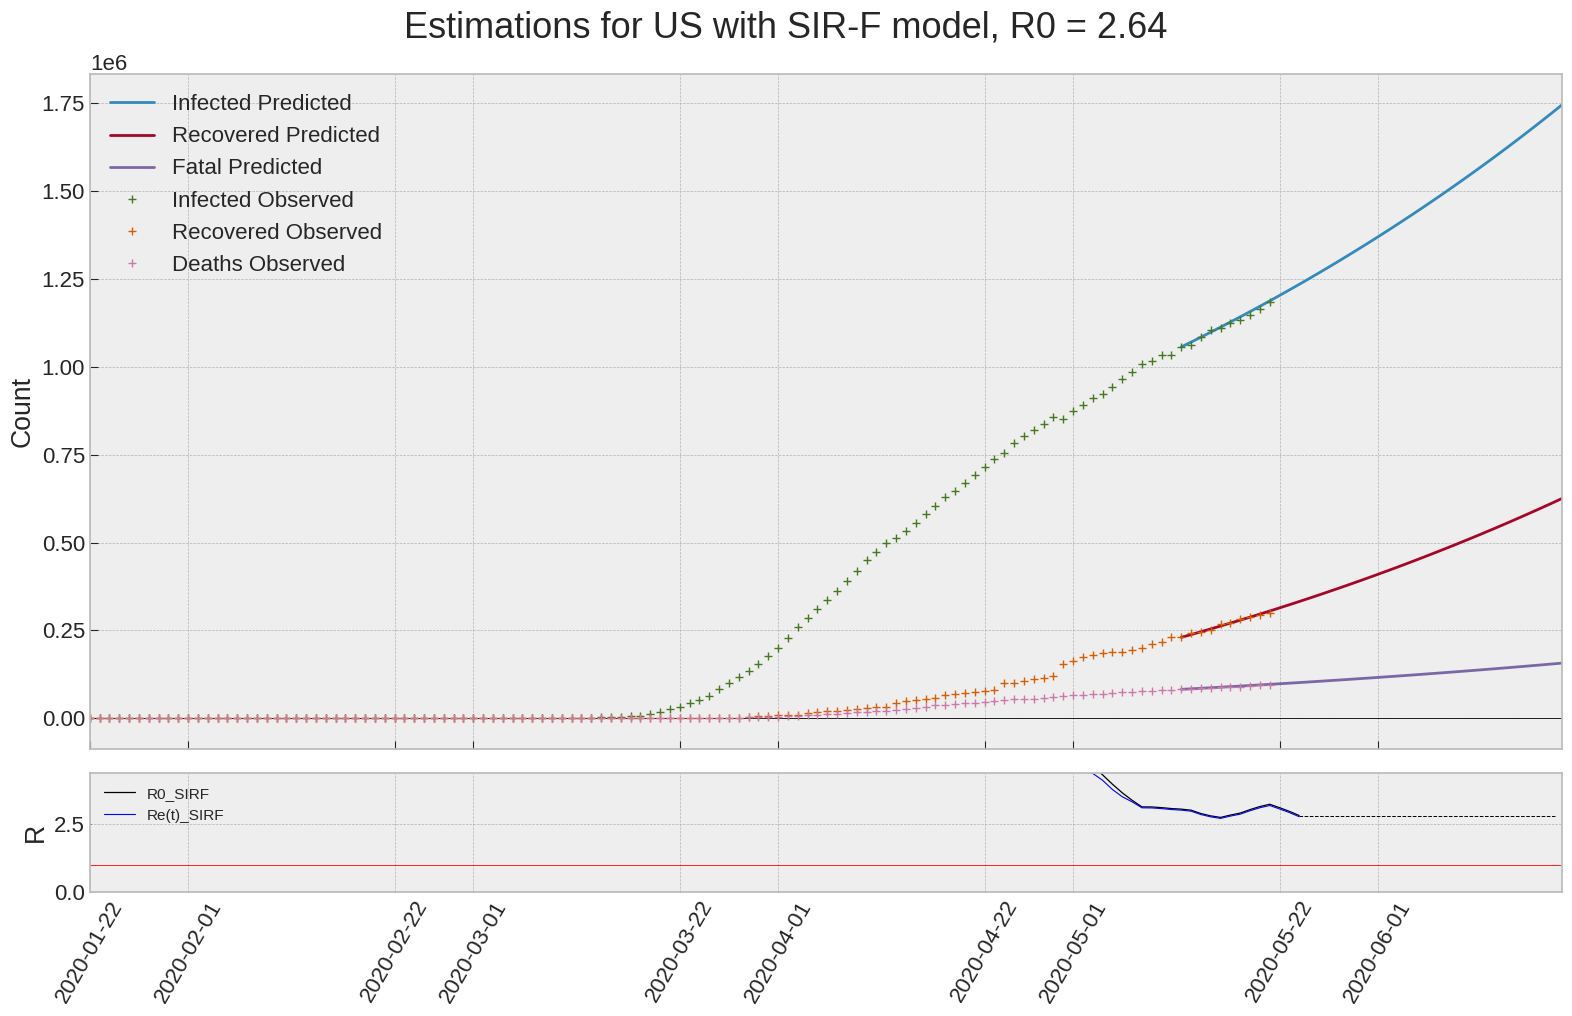 Estimations for US with SIR-F model, R0 = 2.64
1e6
1.75
1.50
1.25
1.00
0.75
0.50
0.25
0.00
Count
Infected Predicted
Recovered Predicted
Fatal Predicted
Infected Observed
Recovered Observed
Deaths Observed
R0_SIRF
Re(t)_SIRF
2.5
0.0
R
2020-01-22
2020-02-01
2020-02-22
2020-03-01
2020-03-22
2020-04-01
2020-04-22
2020-05-01
2020-05-22
2020-06-01